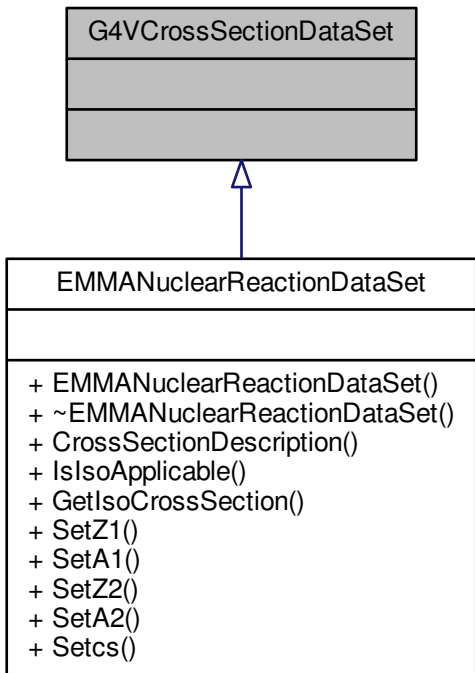 G4VCrossSectionDataSet
EMMANuclearReactionDataSet
+ EMMANuclearReactionDataSet()
+ ~EMMANuclearReactionDataSet()
+ CrossSectionDescription()
+ IsIsoApplicable()
+ GetIsoCrossSection()
+ SetZ1()
+ SetA1()
+ SetZ2()
+ SetA2()
+ Setcs()